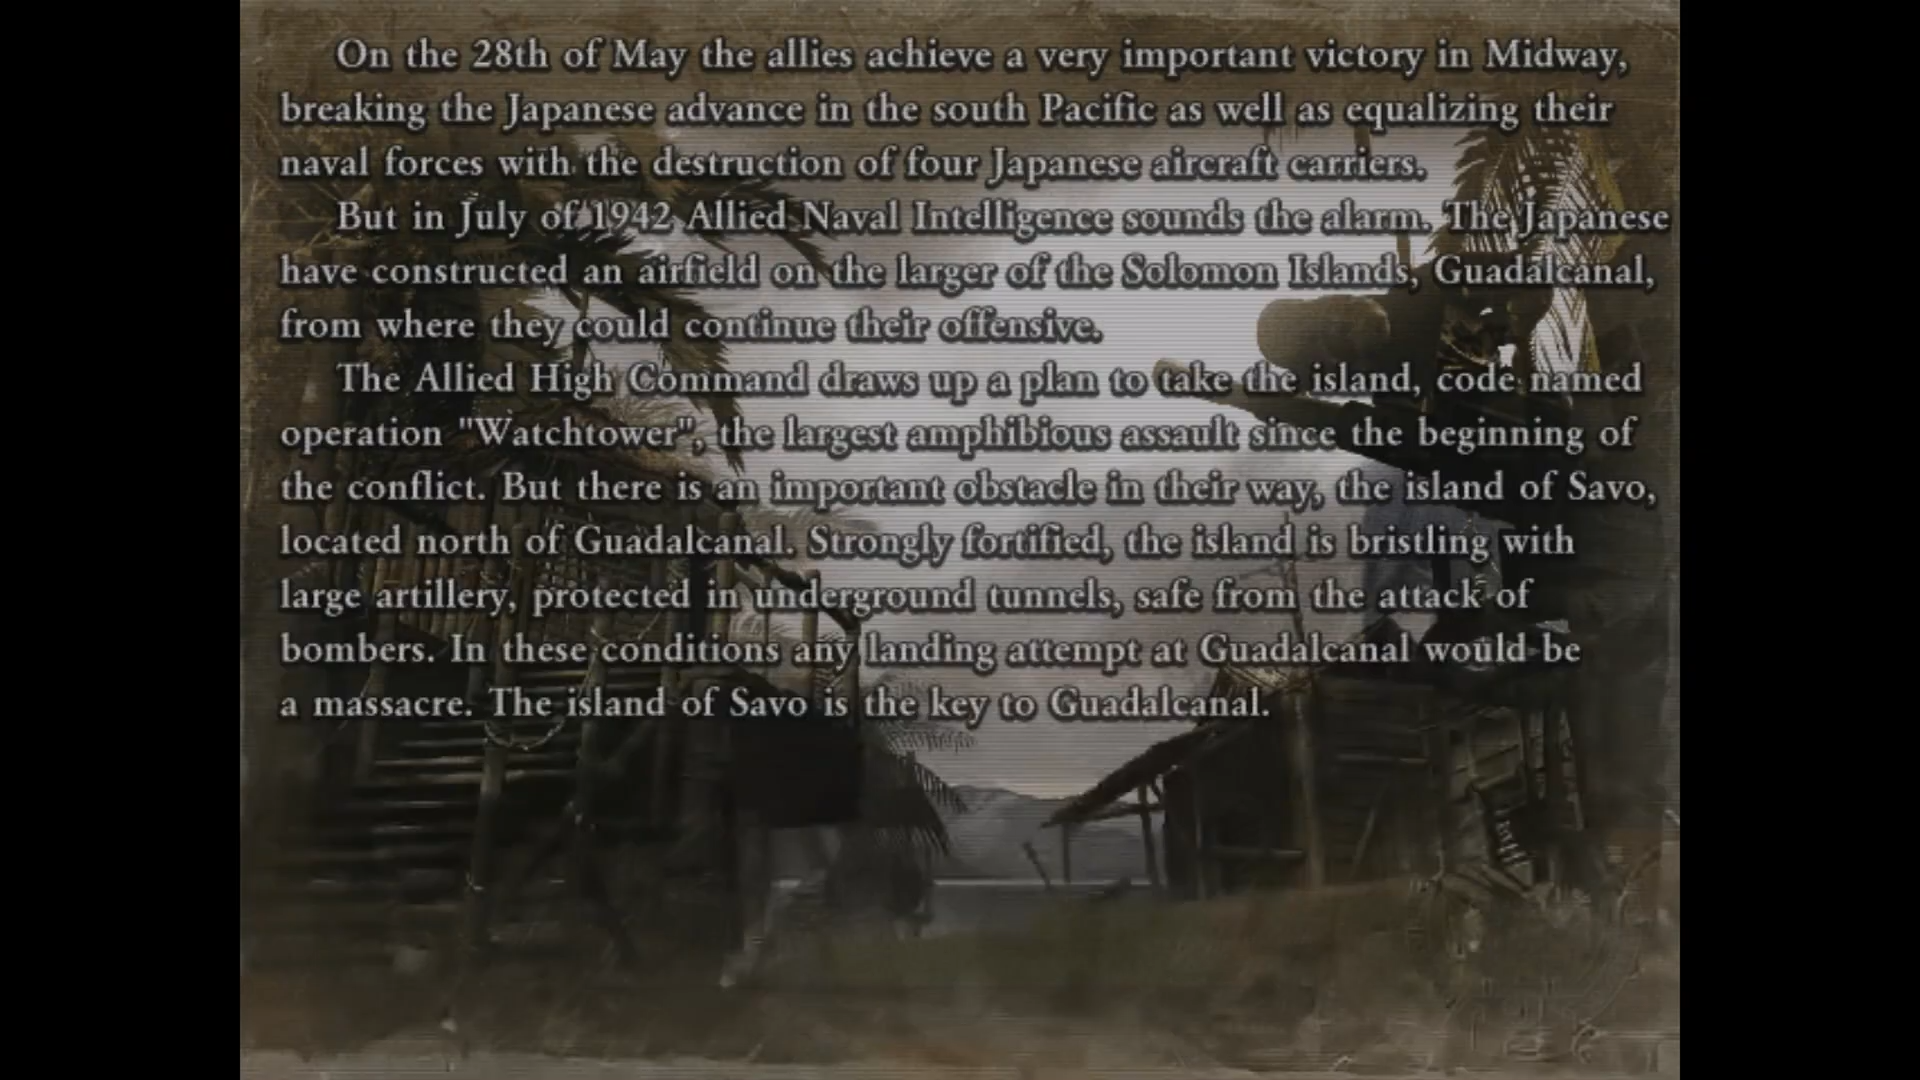 On the 28th of May the allies achieve a very important victory in Midway,
breaking the Japanese advance in the south Pacific as well as equalizing their
naval forces with the destruction of four Japanese aircraft carriers.
But in July of 1942 Allied Naval Intelligence sounds the alarm. The Japanese
have constructed an airfield on the larger of the Solomon Islands, Guadalcanal,
from where they could continue their offensive.
The Allied High Command draws up a plan to take the island, code named
operation "Watchtower", the largest amphibious assault since the beginning of
the conflict. But there is an important obstacle in their way, the island of Savo,
located north of Guadalcanal. Strongly fortified, the island is bristling with
large artillery, protected in underground tunnels, safe from the attack of
bombers. In these conditions any landing attempt at Guadalcanal would be
a massacre. The island of Savo is the key to Guadalcanal.